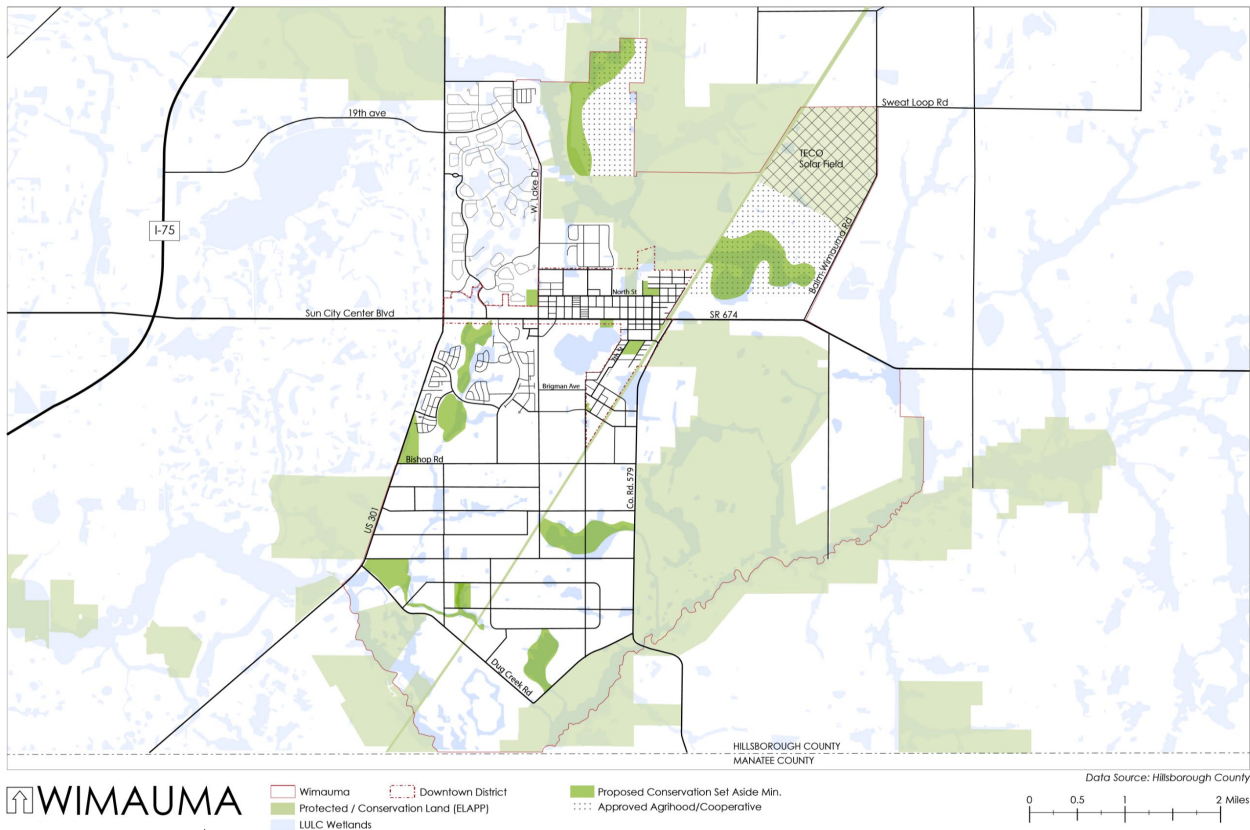 Sweat Loop Rd
19th ave
TECO
Solar Field
W. Lake Dr
I-75
Balm-Wimauma Rd
North St
Sun City Center Blvd
SR 674
7th St
Brigman Ave
Bishop Rd
Co. Rd. 579
US 301
Dug Creek Rd
HILLSBOROUGH COUNTY
MANATEE COUNTY
Data Source: Hillsborough County
WIMAUMA
Wimauma
Downtown District
Proposed Conservation Set Aside Min.
Protected / Conservation Land (ELAPP)
Approved Agrihood/Cooperative
LULC Wetlands
0 0.5 1 2 Miles